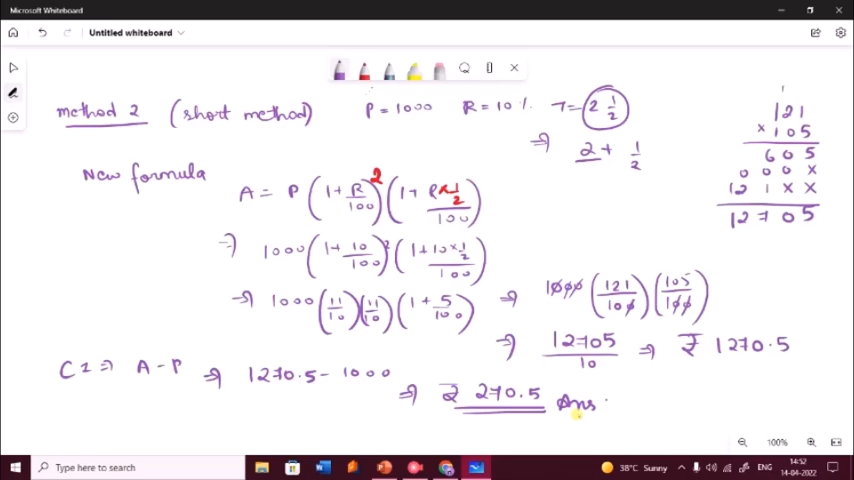 Microsoft Whiteboard
Untitled whiteboard
method 2 (short method) P = 1000 R = 10 % T = 2 1/2
⇒ 2 + 1/2
121
× 105
605
000×
121××
12705
New formula
A = P (1 + R/100)² (1 + R × 1/2 / 100)
⇒ 1000 (1 + 10/100)² (1 + 10 × 1/2 / 100)
⇒ 1000 (11/10) (11/10) (1 + 5/100) ⇒ 1000 (121/100) (105/100)
⇒ 12705/10 ⇒ ₹ 1270.5
CI ⇒ A - P ⇒ 1270.5 - 1000
⇒ ₹ 270.5 Ans
100%
Type here to search
38°C Sunny
ENG
14:52
14-04-2022